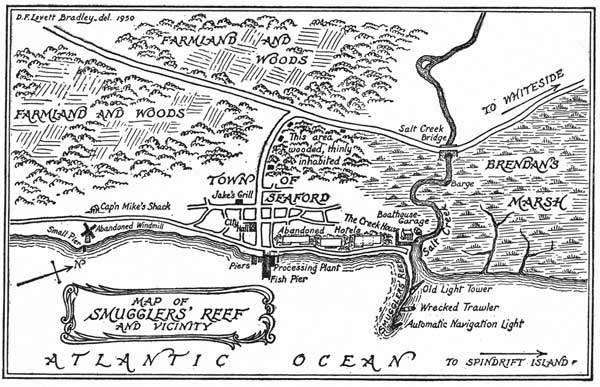 D.F. Lovett Bradley_del. 1950
FARMLAND AND
WOODS
FARMLAND AND WOODS
TO WHITESIDE
Salt Creek
Bridge
This area
wooded, thinly
inhabited
BRENDAN'S
MARSH
Barge
TOWN OF
SEAFORD
Jake's Grill
Cap'n Mike's Shack
Small Pier
Abandoned Windmill
City
Hall
Abandoned Hotels
The Creek House
Boathouse-
Garage
Salt Creek
N
Piers
Processing Plant
Fish Pier
SMUGGLERS' REEF
Old Light Tower
Wrecked Trawler
Automatic Navigation Light
MAP OF
SMUGGLERS' REEF
AND VICINITY
ATLANTIC OCEAN
TO SPINDRIFT ISLAND